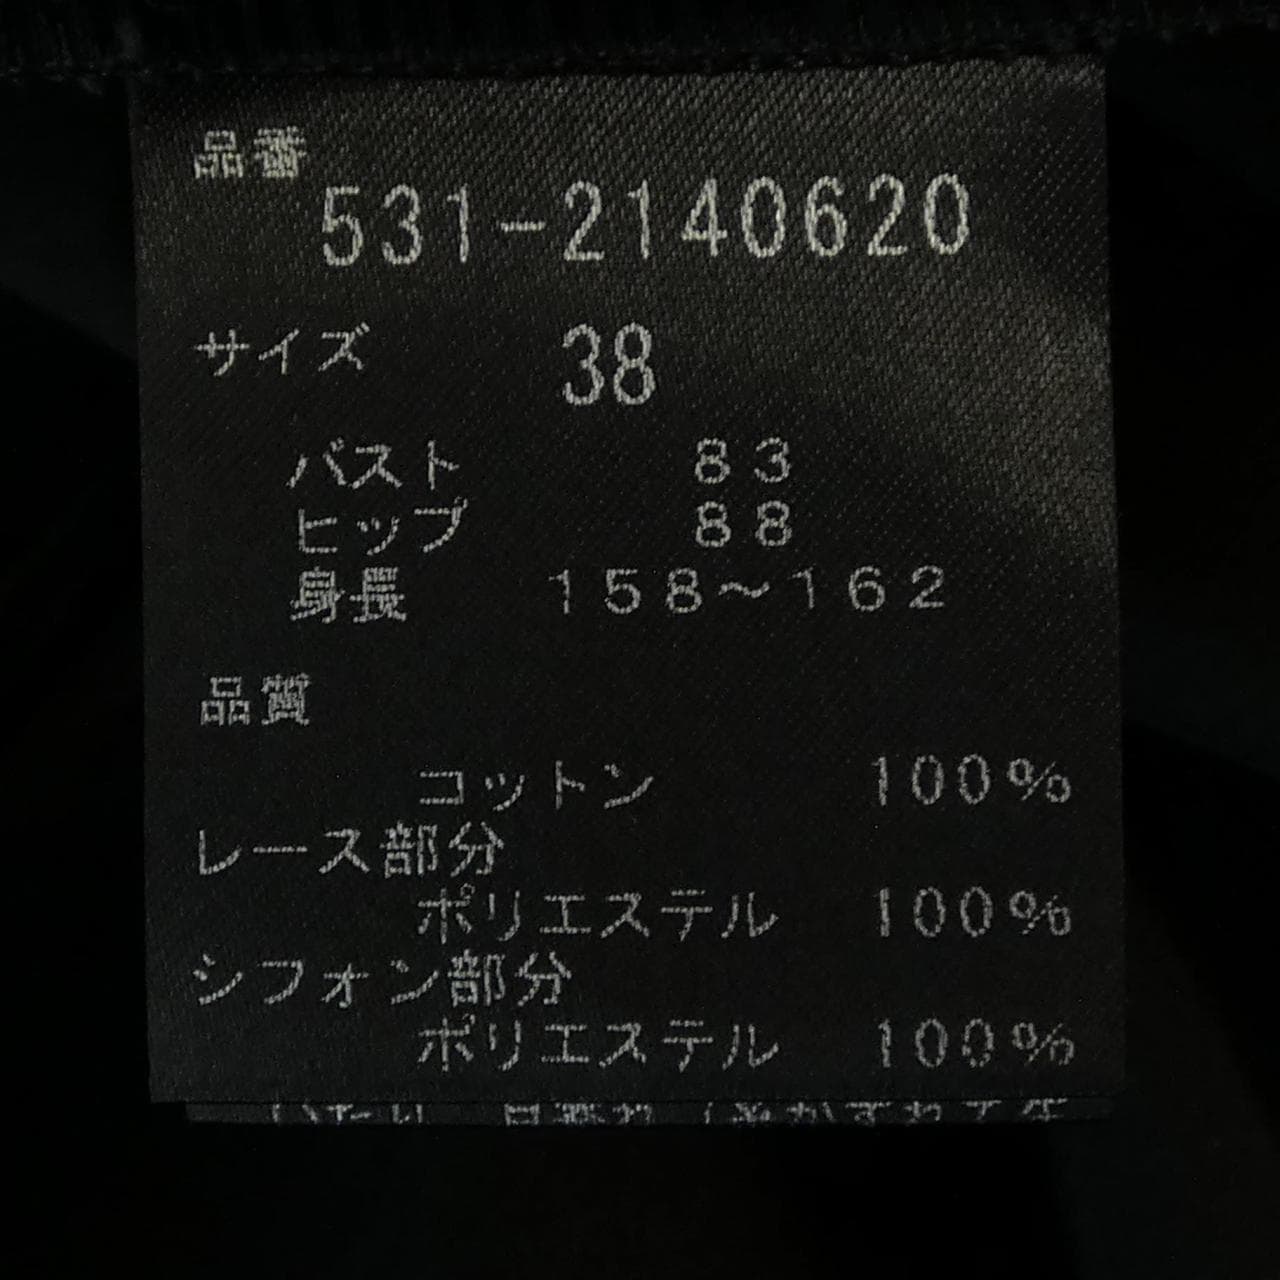 品番
531-2140620
サイズ 38
バスト 83
ヒップ 88
身長 158～162
品質
コットン 100%
レース部分
ポリエステル 100%
シフォン部分
ポリエステル 100%